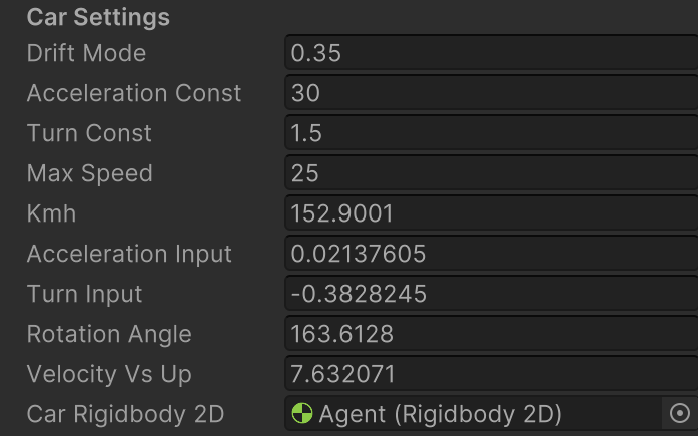 Car Settings
Drift Mode 0.35
Acceleration Const 30
Turn Const 1.5
Max Speed 25
Kmh 152.9001
Acceleration Input 0.02137605
Turn Input -0.3828245
Rotation Angle 163.6128
Velocity Vs Up 7.632071
Car Rigidbody 2D Agent (Rigidbody 2D)